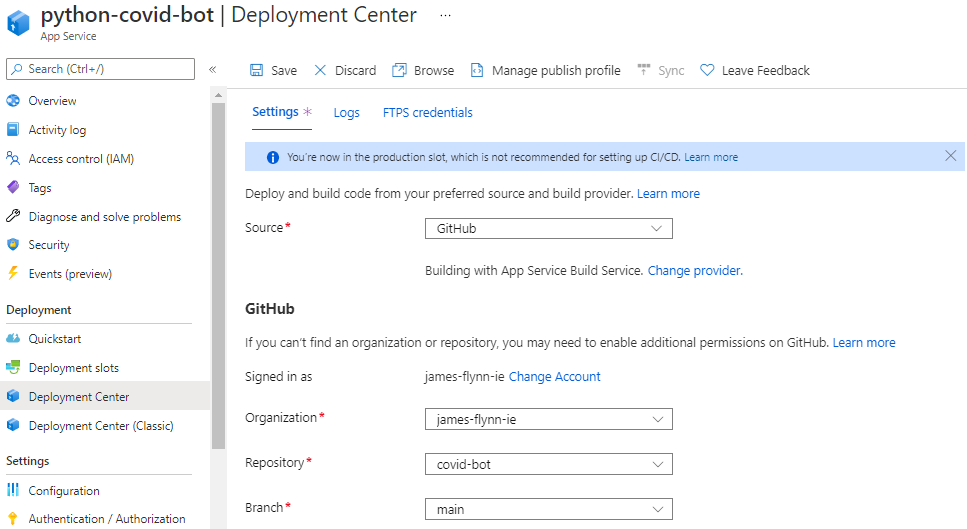 python-covid-bot | Deployment Center ...
App Service
Search (Ctrl+/)
«
Save
Discard
Browse
Manage publish profile
Sync
Leave Feedback
Overview
Activity log
Access control (IAM)
Tags
Diagnose and solve problems
Security
Events (preview)
Deployment
Quickstart
Deployment slots
Deployment Center
Deployment Center (Classic)
Settings
Configuration
Authentication / Authorization
Settings *
Logs
FTPS credentials
You're now in the production slot, which is not recommended for setting up CI/CD. Learn more
Deploy and build code from your preferred source and build provider. Learn more
Source*
GitHub
Building with App Service Build Service. Change provider.
GitHub
If you can't find an organization or repository, you may need to enable additional permissions on GitHub. Learn more
Signed in as
james-flynn-ie Change Account
Organization*
james-flynn-ie
Repository*
covid-bot
Branch*
main